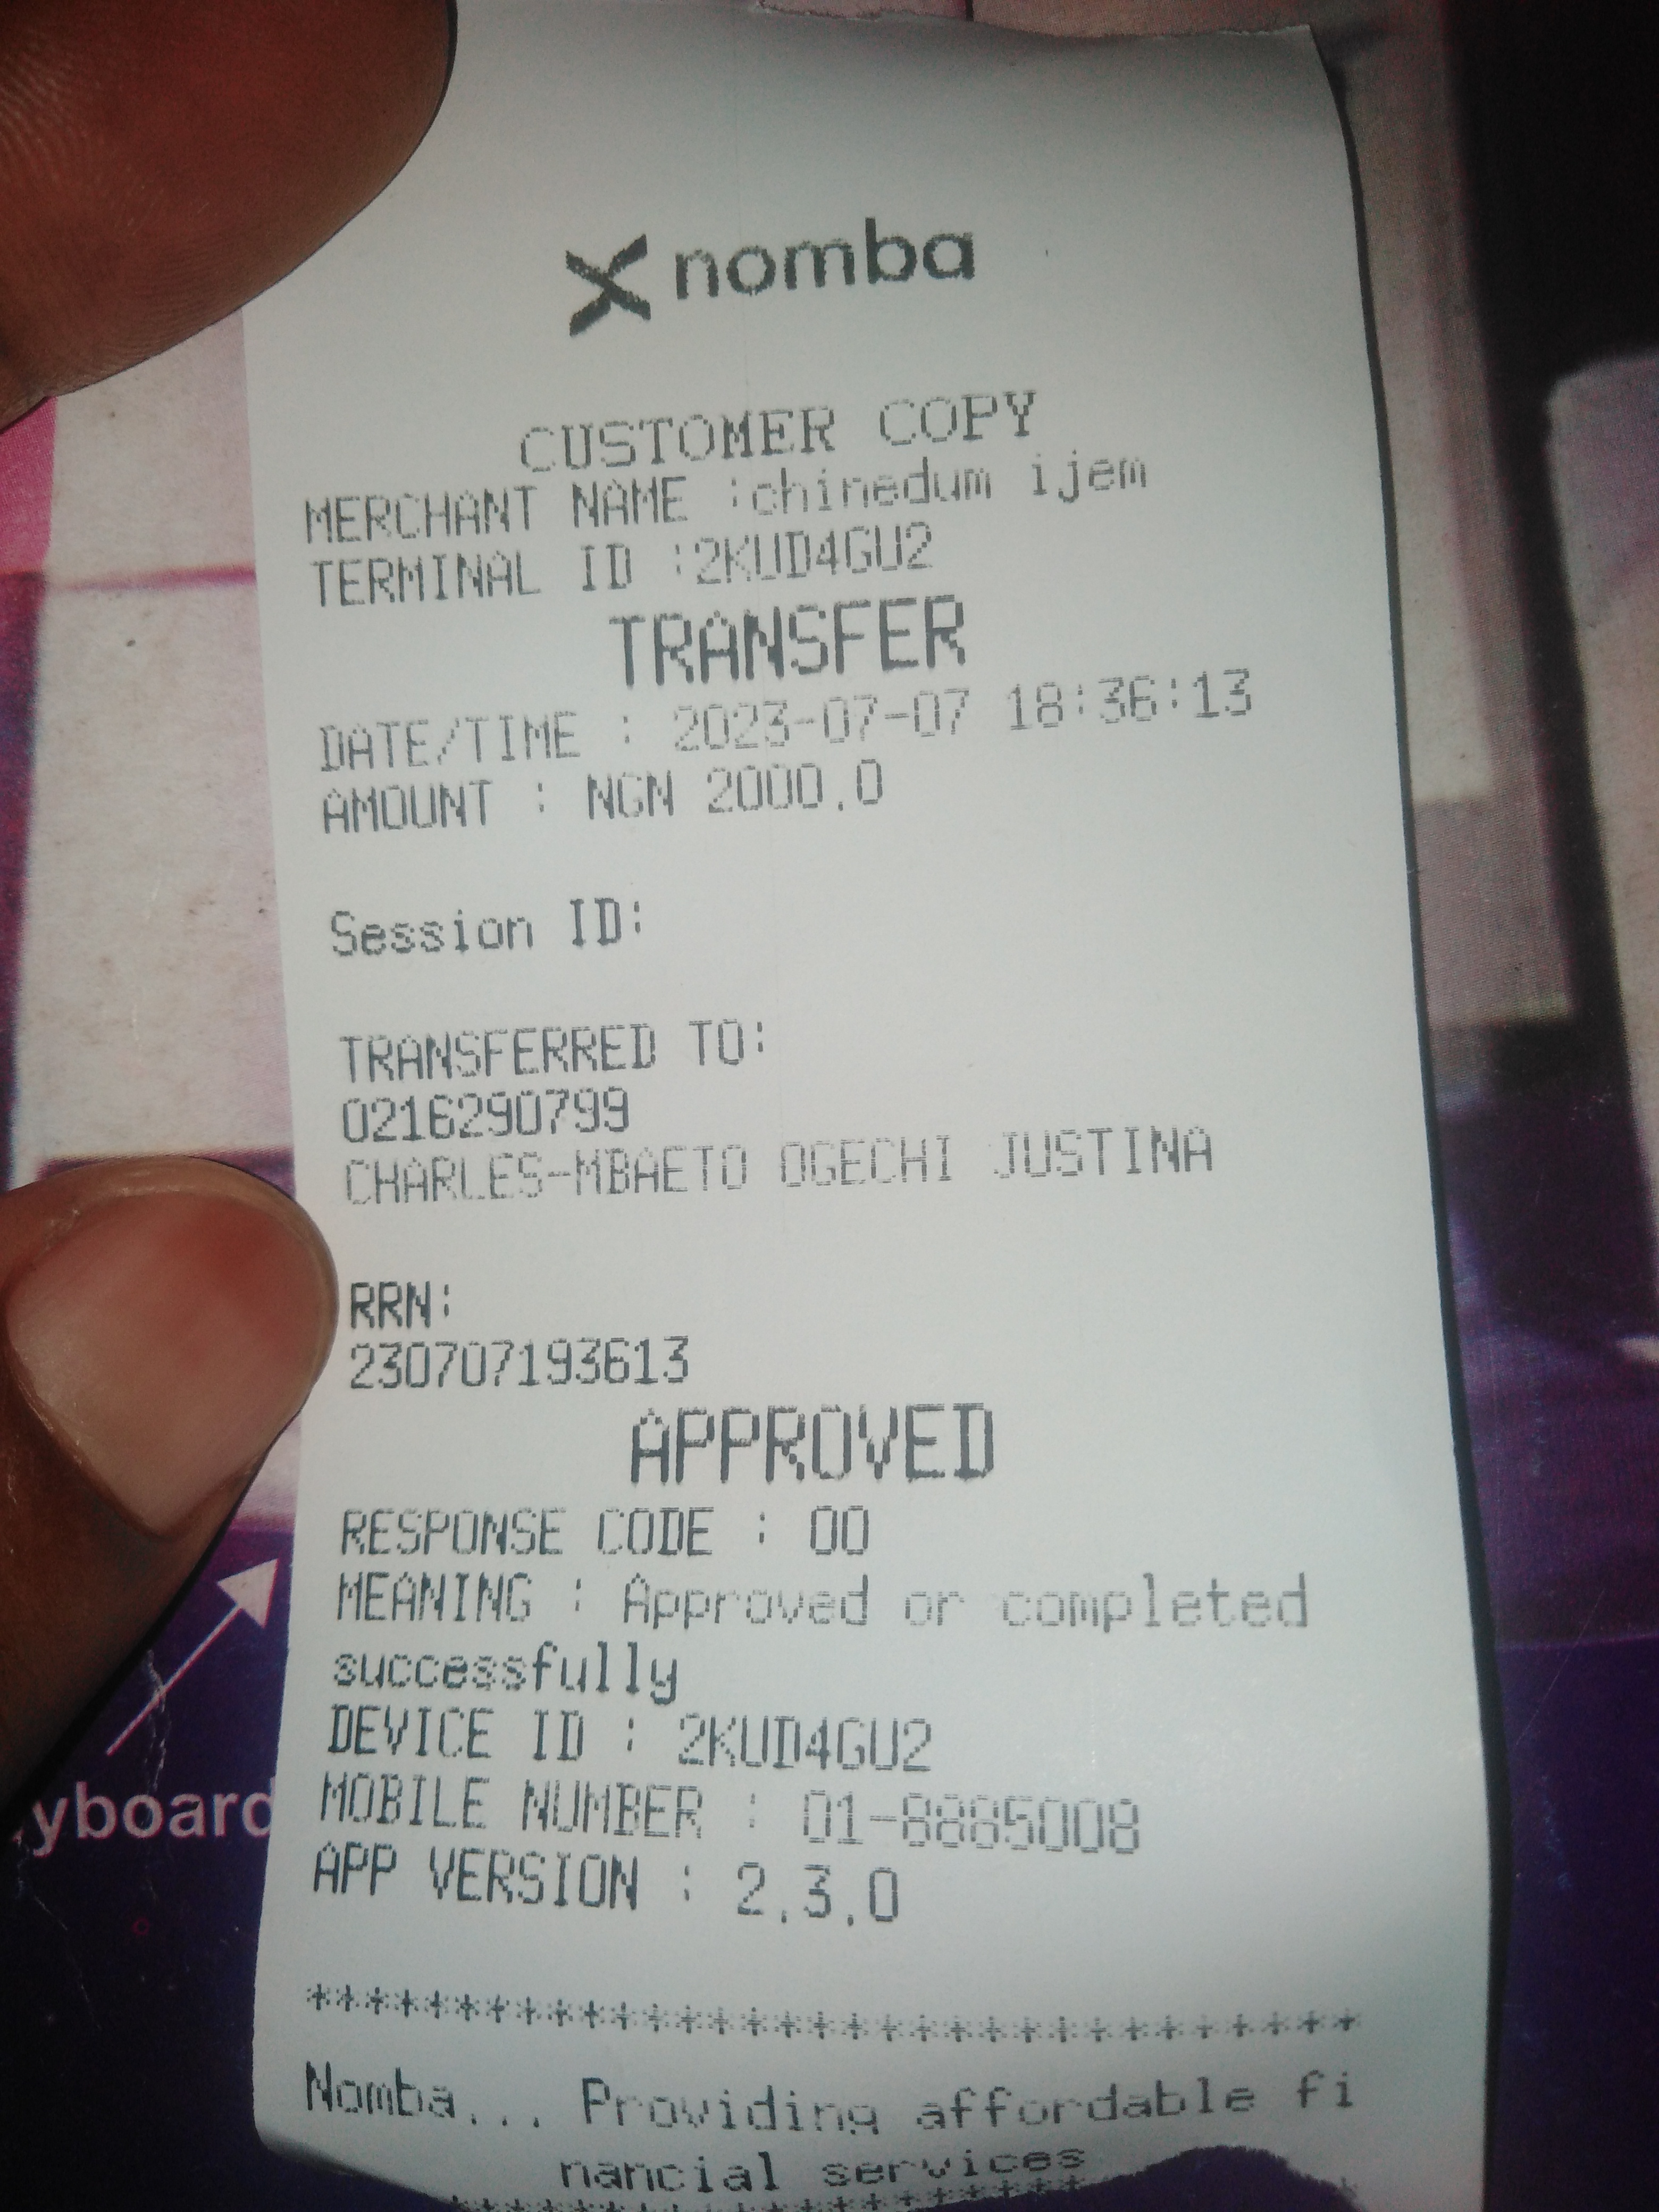 nomba
CUSTOMER COPY
MERCHANT NAME :chinedum ijem
TERMINAL ID :2KUD4GU2
TRANSFER
DATE/TIME : 2023-07-07 18:36:13
AMOUNT : NGN 2000.0
Session ID:
TRANSFERRED TO:
0216290799
CHARLES-MBAETO OGECHI JUSTINA
RRN:
230707193613
APPROVED
RESPONSE CODE : 00
MEANING : Approved or completed
successfully
DEVICE ID : 2KUD4GU2
MOBILE NUMBER : 01-8885008
APP VERSION : 2.3.0
********************************
Nomba... Providing affordable fi
nancial services
yboard